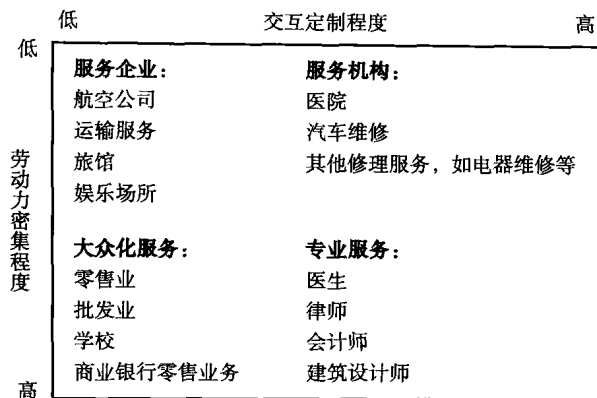 低 交互定制程度 高
低
服务企业： 服务机构：
航空公司 医院
运输服务 汽车维修
旅馆 其他修理服务，如电器维修等
娱乐场所
劳动力密集程度
大众化服务： 专业服务：
零售业 医生
批发业 律师
学校 会计师
商业银行零售业务 建筑设计师
高